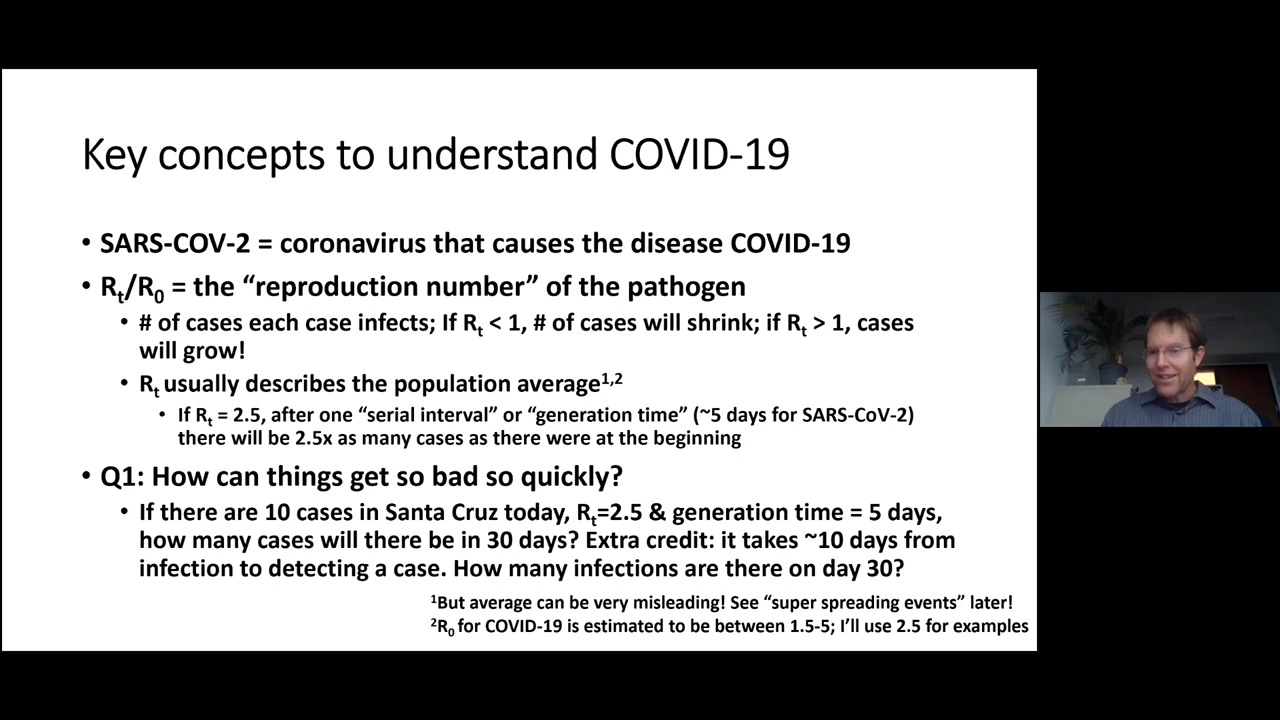 Key concepts to understand COVID-19
• SARS-COV-2 = coronavirus that causes the disease COVID-19
• Rt/R0 = the “reproduction number” of the pathogen
• # of cases each case infects; If Rt < 1, # of cases will shrink; if Rt > 1, cases
will grow!
• Rt usually describes the population average1,2
• If Rt = 2.5, after one “serial interval” or “generation time” (~5 days for SARS-CoV-2)
there will be 2.5x as many cases as there were at the beginning
• Q1: How can things get so bad so quickly?
• If there are 10 cases in Santa Cruz today, Rt=2.5 & generation time = 5 days,
how many cases will there be in 30 days? Extra credit: it takes ~10 days from
infection to detecting a case. How many infections are there on day 30?
1But average can be very misleading! See “super spreading events” later!
2R0 for COVID-19 is estimated to be between 1.5-5; I’ll use 2.5 for examples